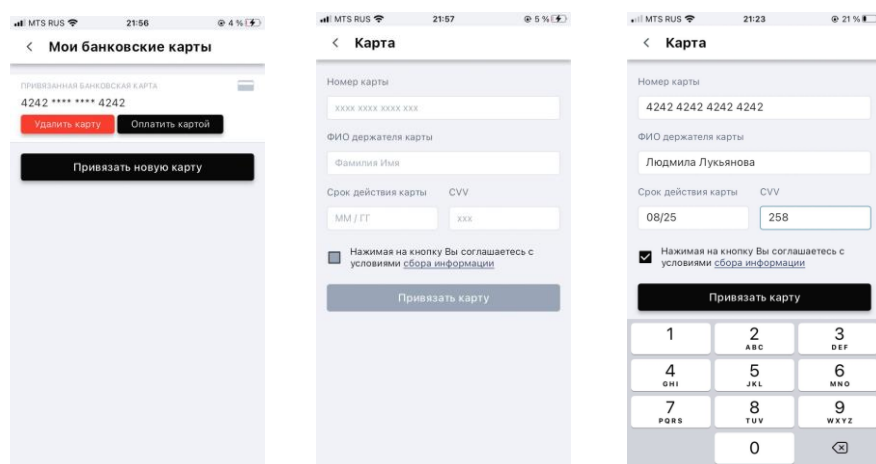 MTS RUS 21:56 4 %
Мои банковские карты
ПРИВЯЗАННАЯ БАНКОВСКАЯ КАРТА
4242 **** **** 4242
Удалить карту Оплатить картой
Привязать новую карту
MTS RUS 21:57 5 %
Карта
Номер карты
xxxx xxxx xxxx xxx
ФИО держателя карты
Фамилия Имя
Срок действия карты CVV
ММ / ГГ xxx
Нажимая на кнопку Вы соглашаетесь с
условиями сбора информации
Привязать карту
MTS RUS 21:23 21 %
Карта
Номер карты
4242 4242 4242 4242
ФИО держателя карты
Людмила Лукьянова
Срок действия карты CVV
08/25 258
Нажимая на кнопку Вы соглашаетесь с
условиями сбора информации
Привязать карту
1 2 3
ABC DEF
4 5 6
GHI JKL MNO
7 8 9
PQRS TUV WXYZ
0